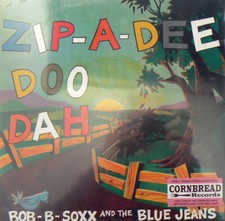 ZIP-A-DEE
DOO
DAH
CORNBREAD
Records
BOB-B-SOXX AND THE BLUE JEANS